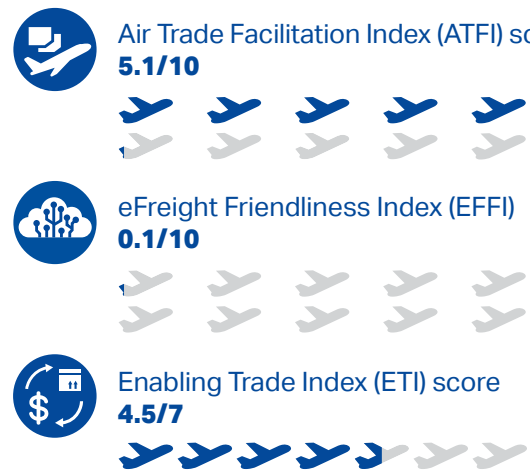 Air Trade Facilitation Index (ATFI)
5.1/10
eFreight Friendliness Index (EFFI)
0.1/10
$
Enabling Trade Index (ETI) score
4.5/7